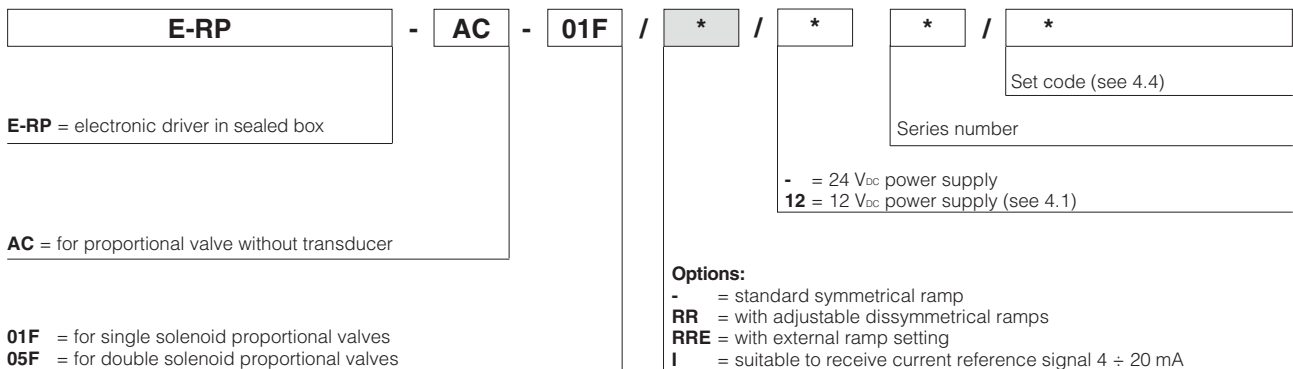 E-RP - AC - 01F / * / * * / *
Set code (see 4.4)
E-RP = electronic driver in sealed box
Series number
- = 24 VDC power supply
12 = 12 VDC power supply (see 4.1)
AC = for proportional valve without transducer
Options:
- = standard symmetrical ramp
RR = with adjustable dissymmetrical ramps
01F = for single solenoid proportional valves
RRE = with external ramp setting
05F = for double solenoid proportional valves
I = suitable to receive current reference signal 4 ÷ 20 mA